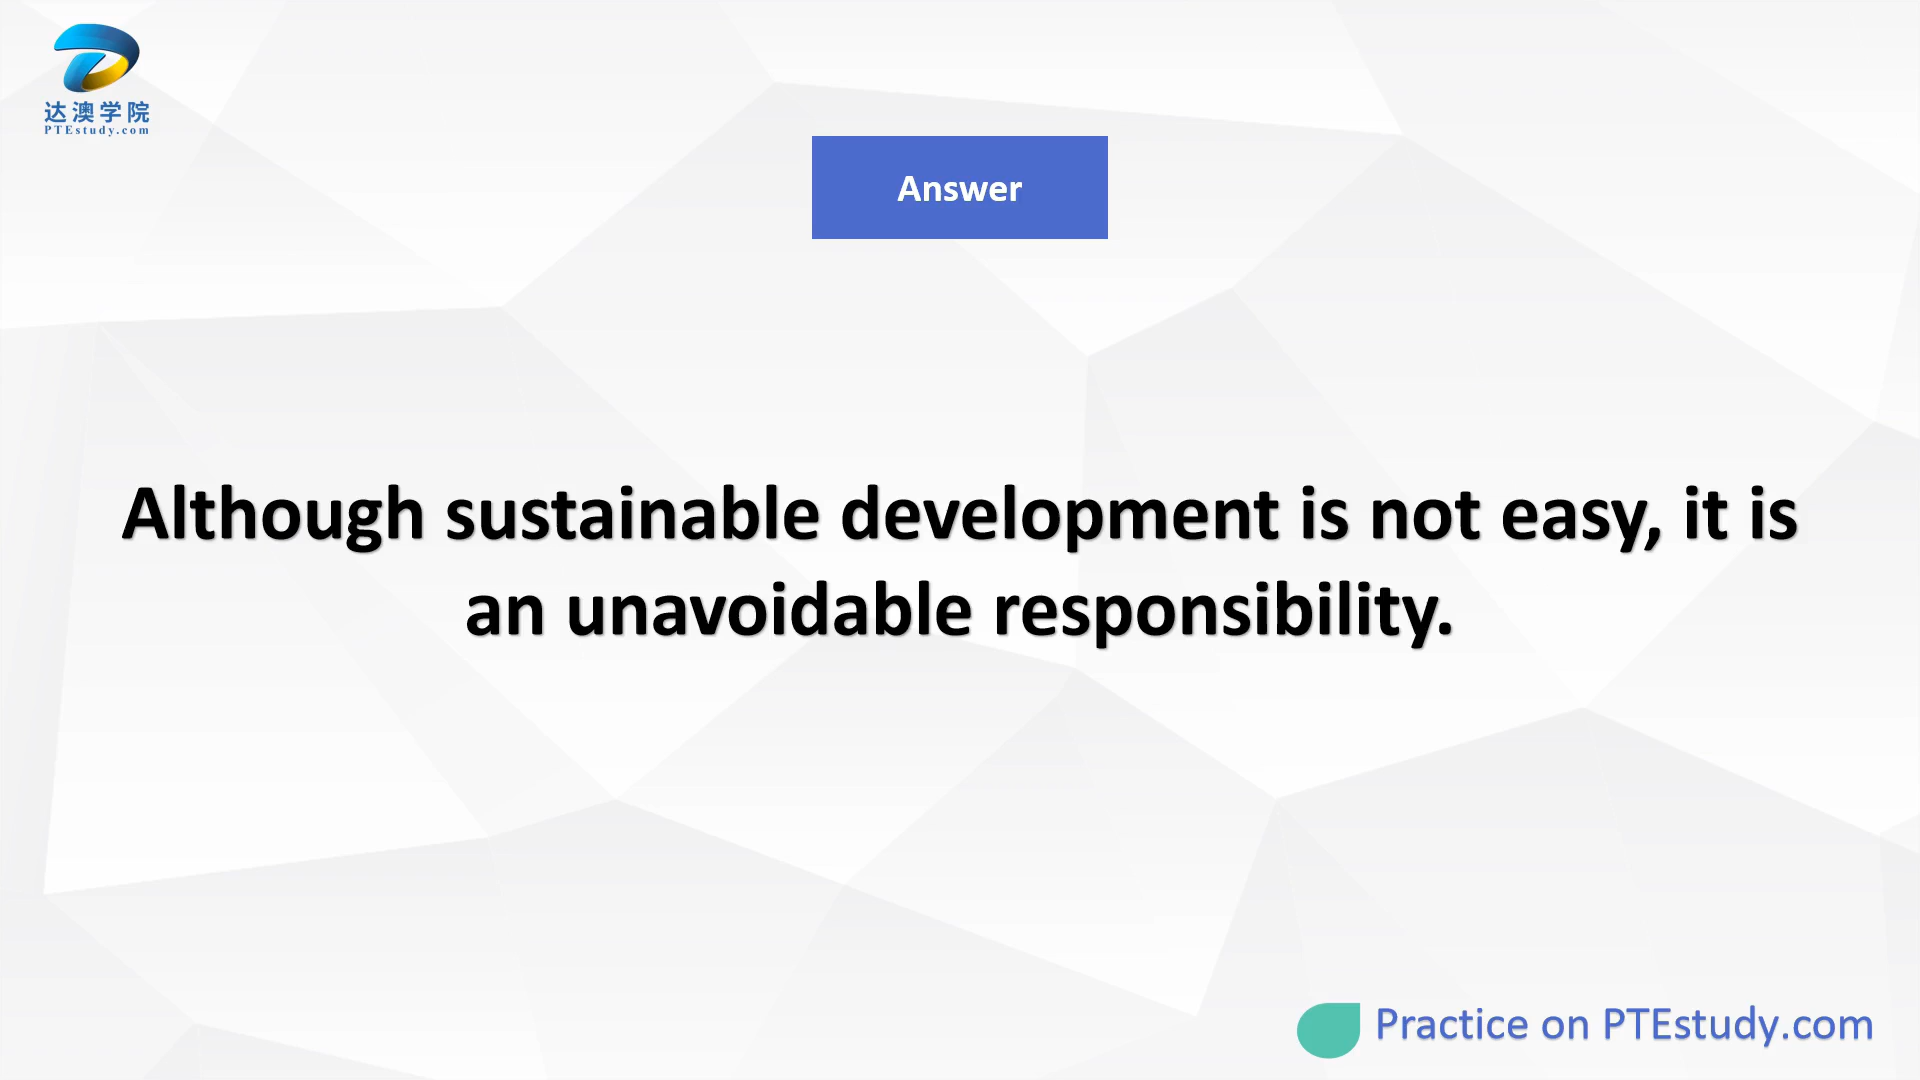 达澳学院
PTEstudy.com
Answer
Although sustainable development is not easy, it is
an unavoidable responsibility.
Practice on PTEstudy.com